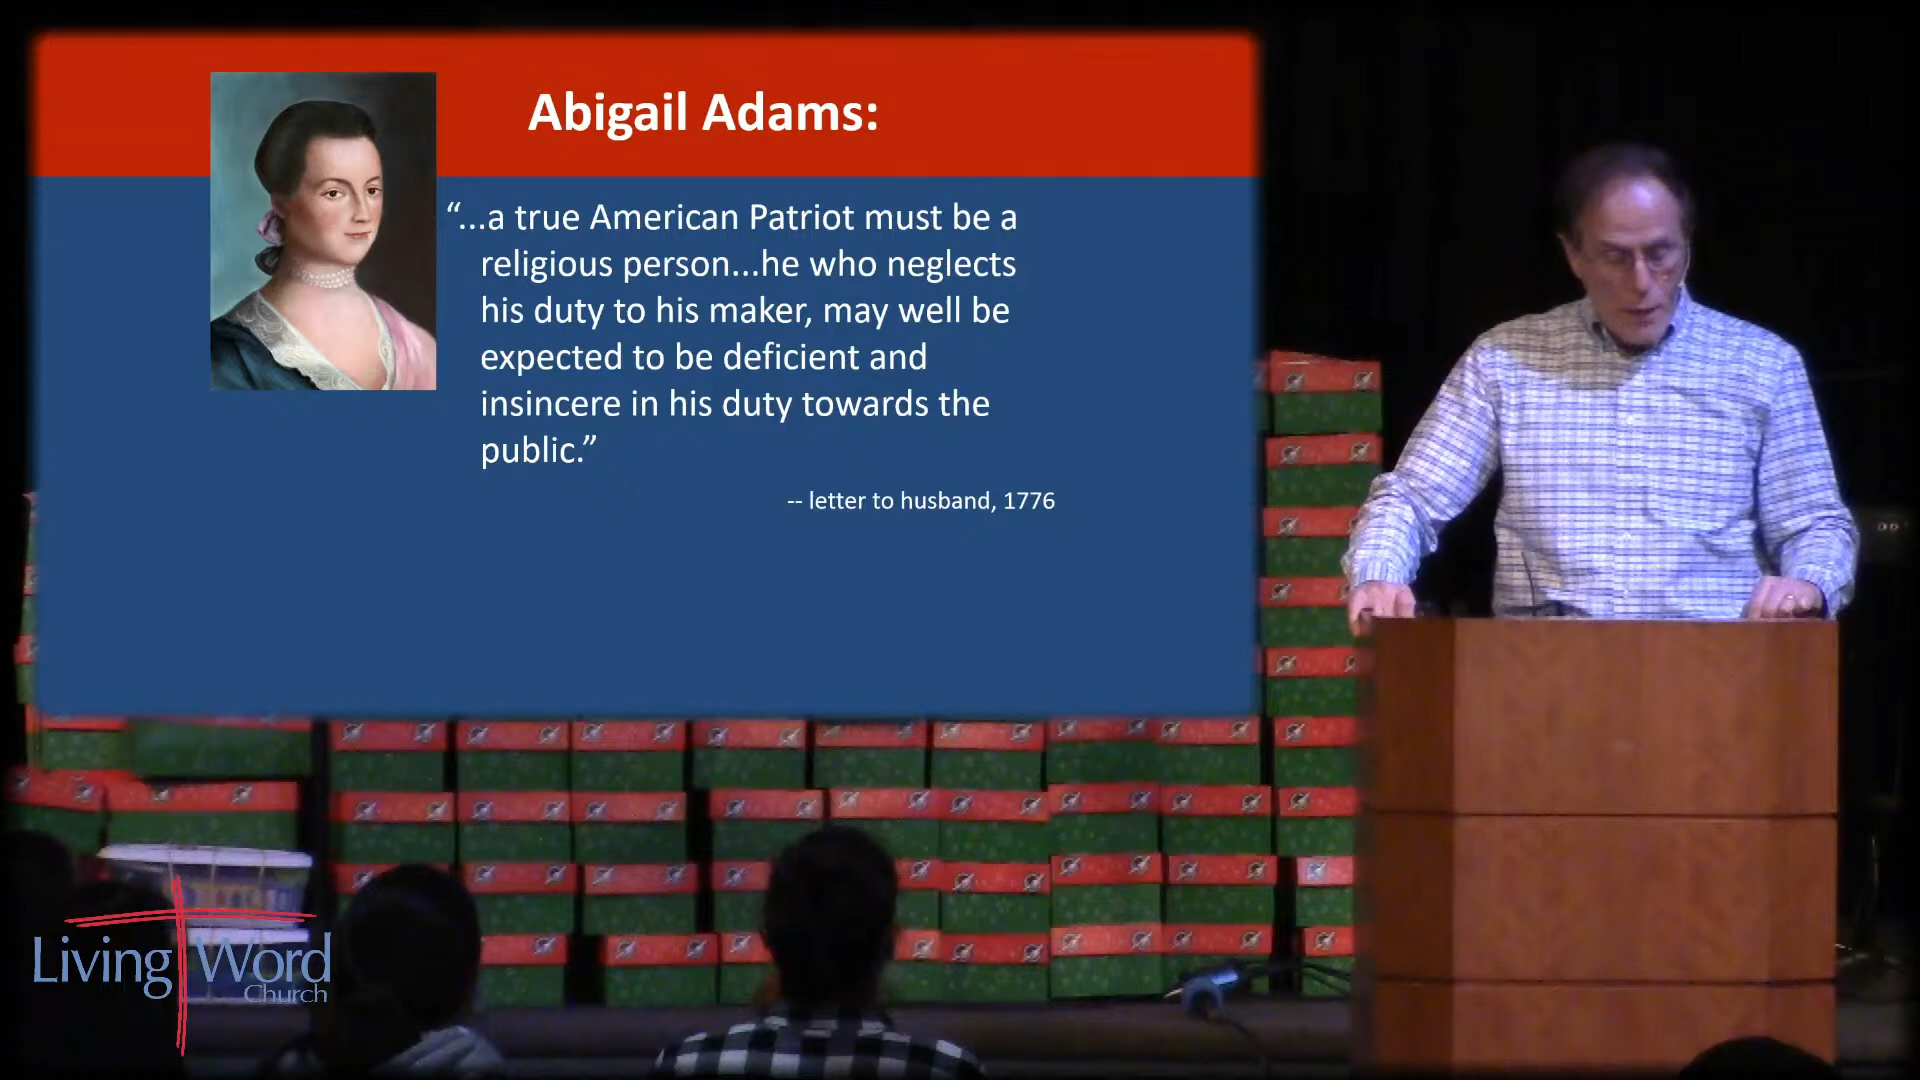 Abigail Adams:
“...a true American Patriot must be a
religious person...he who neglects
his duty to his maker, may well be
expected to be deficient and
insincere in his duty towards the
public.”
-- letter to husband, 1776
Living Word
Church